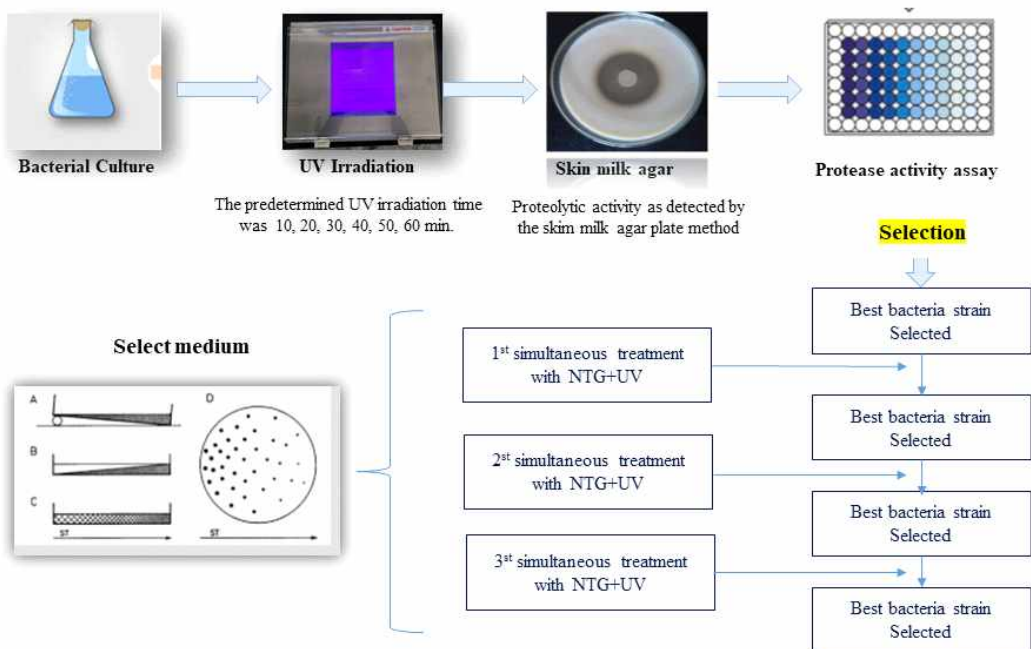 Bacterial Culture
UV Irradiation
The predetermined UV irradiation time
was 10, 20, 30, 40, 50, 60 min.
Skin milk agar
Proteolytic activity as detected by
the skim milk agar plate method
Protease activity assay
Selection
Best bacteria strain
Selected
Select medium
A
B
C
D
ST
ST
1st simultaneous treatment
with NTG+UV
Best bacteria strain
Selected
2st simultaneous treatment
with NTG+UV
Best bacteria strain
Selected
3st simultaneous treatment
with NTG+UV
Best bacteria strain
Selected